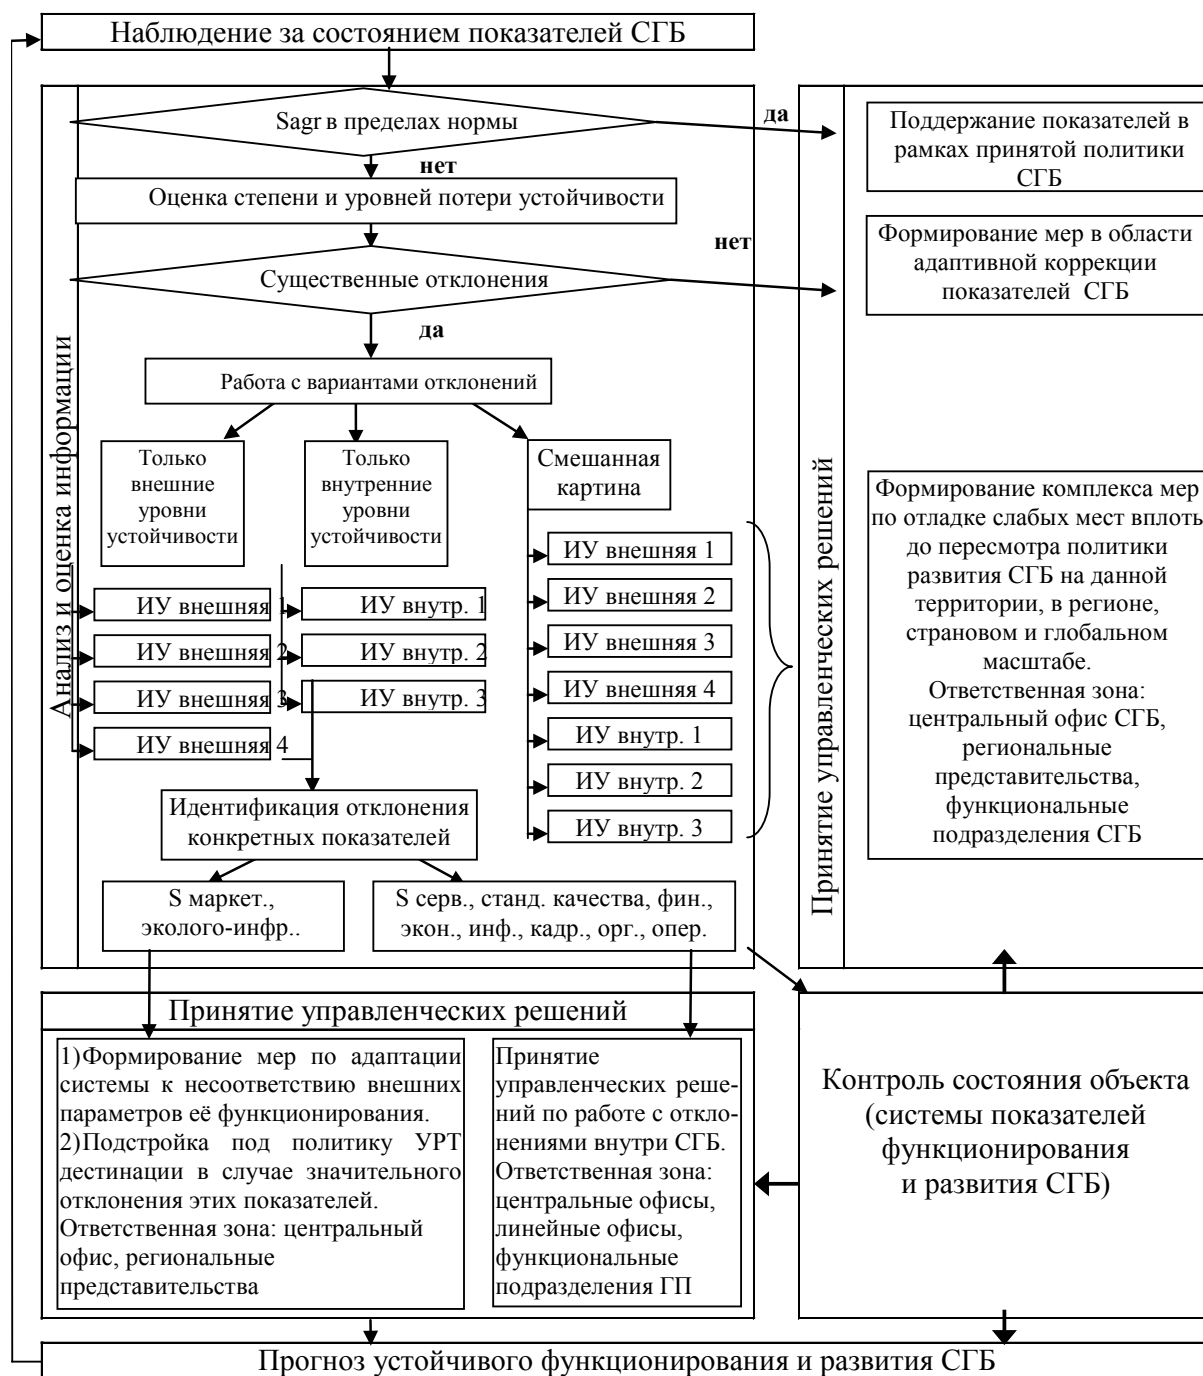 Наблюдение за состоянием показателей СГБ
Анализ и оценка информации
Sagr в пределах нормы
да
нет
Оценка степени и уровней потери устойчивости
нет
Существенные отклонения
да
Работа с вариантами отклонений
Только
внешние
уровни
устойчивости
Только
внутренние
уровни
устойчивости
Смешанная
картина
ИУ внешняя 1
ИУ внешняя 2
ИУ внешняя 3
ИУ внешняя 4
ИУ внутр. 1
ИУ внутр. 2
ИУ внутр. 3
ИУ внешняя 1
ИУ внешняя 2
ИУ внешняя 3
ИУ внешняя 4
ИУ внутр. 1
ИУ внутр. 2
ИУ внутр. 3
Идентификация отклонения
конкретных показателей
S маркет.,
эколого-инфр..
S серв., станд. качества, фин.,
экон., инф., кадр., орг., опер.
Принятие управленческих решений
Поддержание показателей в
рамках принятой политики
СГБ
Формирование мер в области
адаптивной коррекции
показателей СГБ
Формирование комплекса мер
по отладке слабых мест вплоть
до пересмотра политики
развития СГБ на данной
территории, в регионе,
страновом и глобальном
масштабе.
Ответственная зона:
центральный офис СГБ,
региональные
представительства,
функциональные
подразделения СГБ
Принятие управленческих решений
1)Формирование мер по адаптации
системы к несоответствию внешних
параметров её функционирования.
2)Подстройка под политику УРТ
дестинации в случае значительного
отклонения этих показателей.
Ответственная зона: центральный
офис, региональные
представительства
Принятие
управленческих реше-
ний по работе с откло-
нениями внутри СГБ.
Ответственная зона:
центральные офисы,
линейные офисы,
функциональные
подразделения ГП
Контроль состояния объекта
(системы показателей
функционирования
и развития СГБ)
Прогноз устойчивого функционирования и развития СГБ